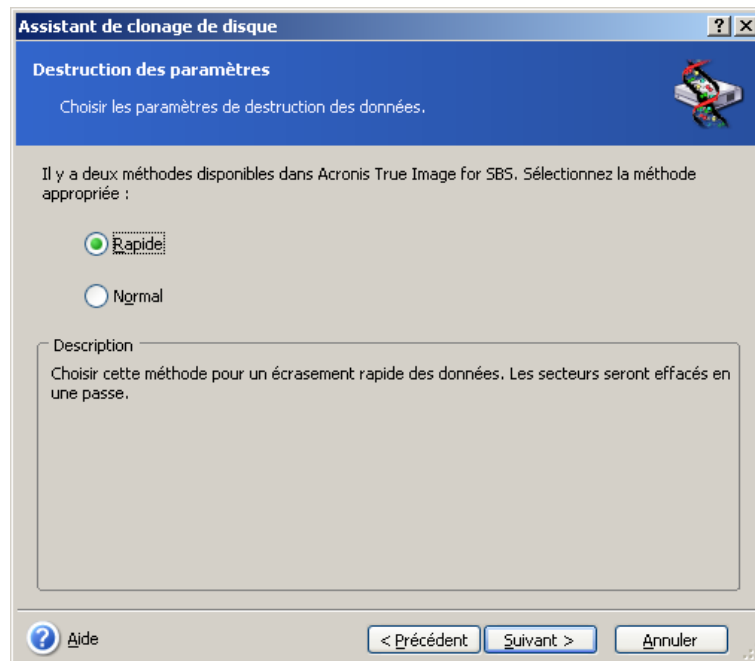 Assistant de clonage de disque
Destruction des paramètres
Choisir les paramètres de destruction des données.
Il y a deux méthodes disponibles dans Acronis True Image for SBS. Sélectionnez la méthode
appropriée :
Rapide
Normal
Description
Choisir cette méthode pour un écrasement rapide des données. Les secteurs seront effacés en
une passe.
Aide
< Précédent
Suivant >
Annuler